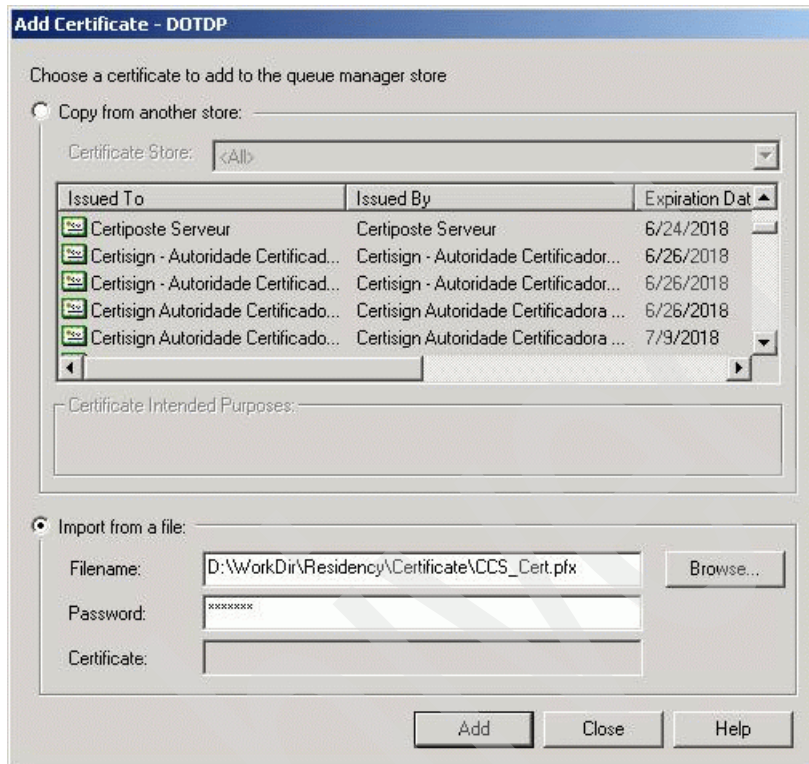 Add Certificate - DOTDP
Choose a certificate to add to the queue manager store
Copy from another store:
Certificate Store: <All>
Issued To Issued By Expiration Dat
Certiposte Serveur Certiposte Serveur 6/24/2018
Certisign - Autoridade Certificad... Certisign - Autoridade Certificador... 6/26/2018
Certisign - Autoridade Certificad... Certisign - Autoridade Certificador... 6/26/2018
Certisign Autoridade Certificado... Certisign Autoridade Certificadora ... 6/26/2018
Certisign Autoridade Certificado... Certisign Autoridade Certificadora ... 7/9/2018
Certificate Intended Purposes:
Import from a file:
Filename: D:\WorkDir\Residency\Certificate\CCS_Cert.pfx Browse...
Password: xxxxxxx
Certificate:
Add Close Help